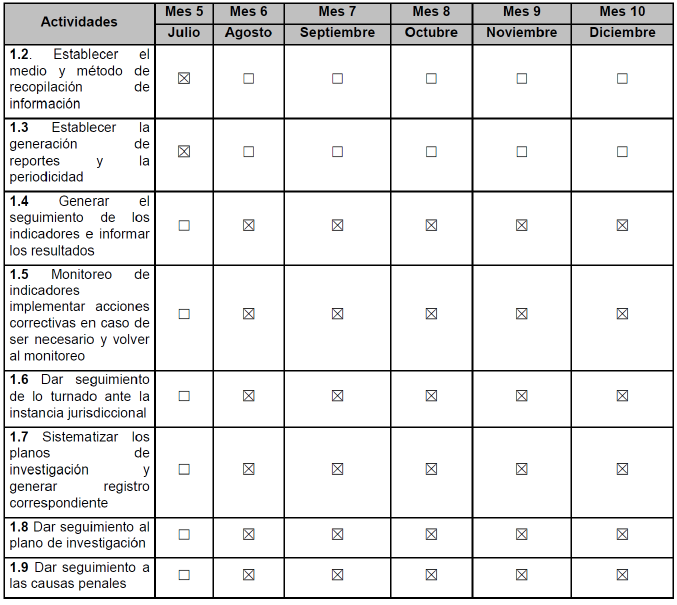 Actividades
Mes 5 Mes 6 Mes 7 Mes 8 Mes 9 Mes 10
Julio Agosto Septiembre Octubre Noviembre Diciembre
1.2. Establecer el
medio y método de
recopilación de
información
☒ ☐ ☐ ☐ ☐ ☐
1.3 Establecer la
generación de
reportes y la
periodicidad
☒ ☐ ☐ ☐ ☐ ☐
1.4 Generar el
seguimiento de los
indicadores e informar
los resultados
☐ ☒ ☒ ☒ ☒ ☒
1.5 Monitoreo de
indicadores
implementar acciones
correctivas en caso de
ser necesario y volver
al monitoreo
☐ ☒ ☒ ☒ ☒ ☒
1.6 Dar seguimiento
de lo turnado ante la
instancia jurisdiccional
☐ ☒ ☒ ☒ ☒ ☒
1.7 Sistematizar los
planos de
investigación y
generar registro
correspondiente
☐ ☒ ☒ ☒ ☒ ☒
1.8 Dar seguimiento al
plano de investigación
☐ ☒ ☒ ☒ ☒ ☒
1.9 Dar seguimiento a
las causas penales
☐ ☒ ☒ ☒ ☒ ☒